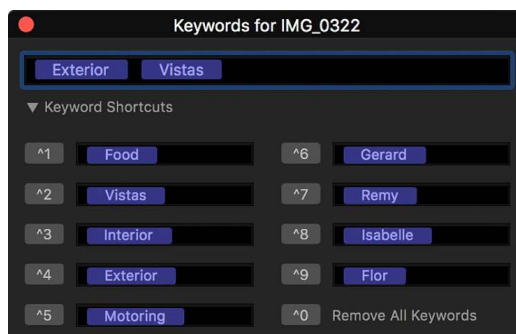 Keywords for IMG_0322
Exterior Vistas
▼ Keyword Shortcuts
^1 Food ^6 Gerard
^2 Vistas ^7 Remy
^3 Interior ^8 Isabelle
^4 Exterior ^9 Flor
^5 Motoring ^0 Remove All Keywords